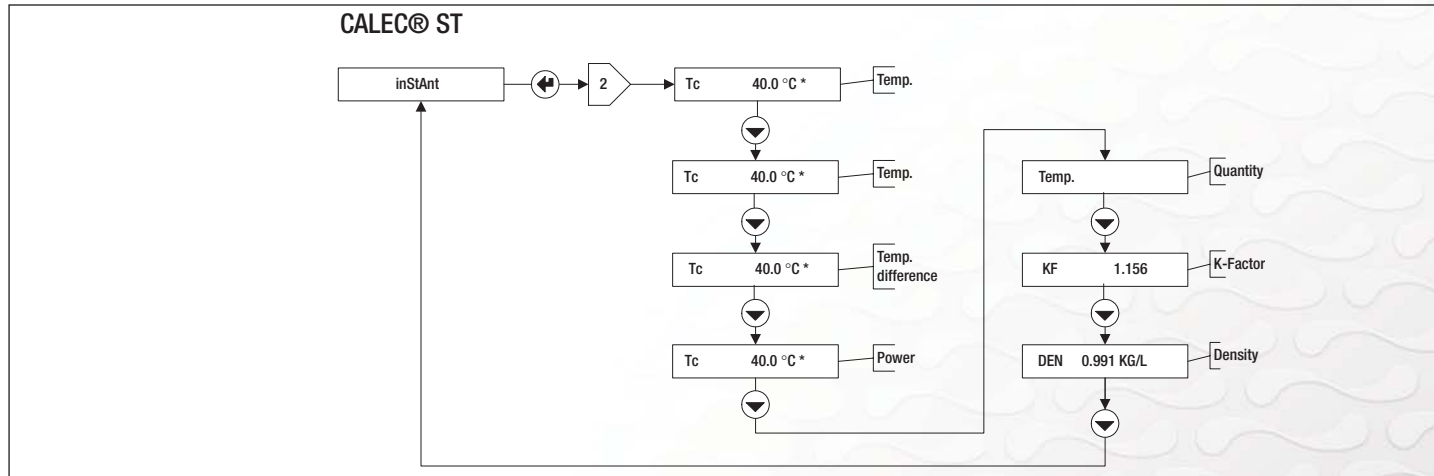 CALEC® ST
inStAnt
2
Tc 40.0 °C *
Temp.
Tc 40.0 °C *
Temp.
Tc 40.0 °C *
Temp.
difference
Tc 40.0 °C *
Power
Temp.
Quantity
KF 1.156
K-Factor
DEN 0.991 KG/L
Density